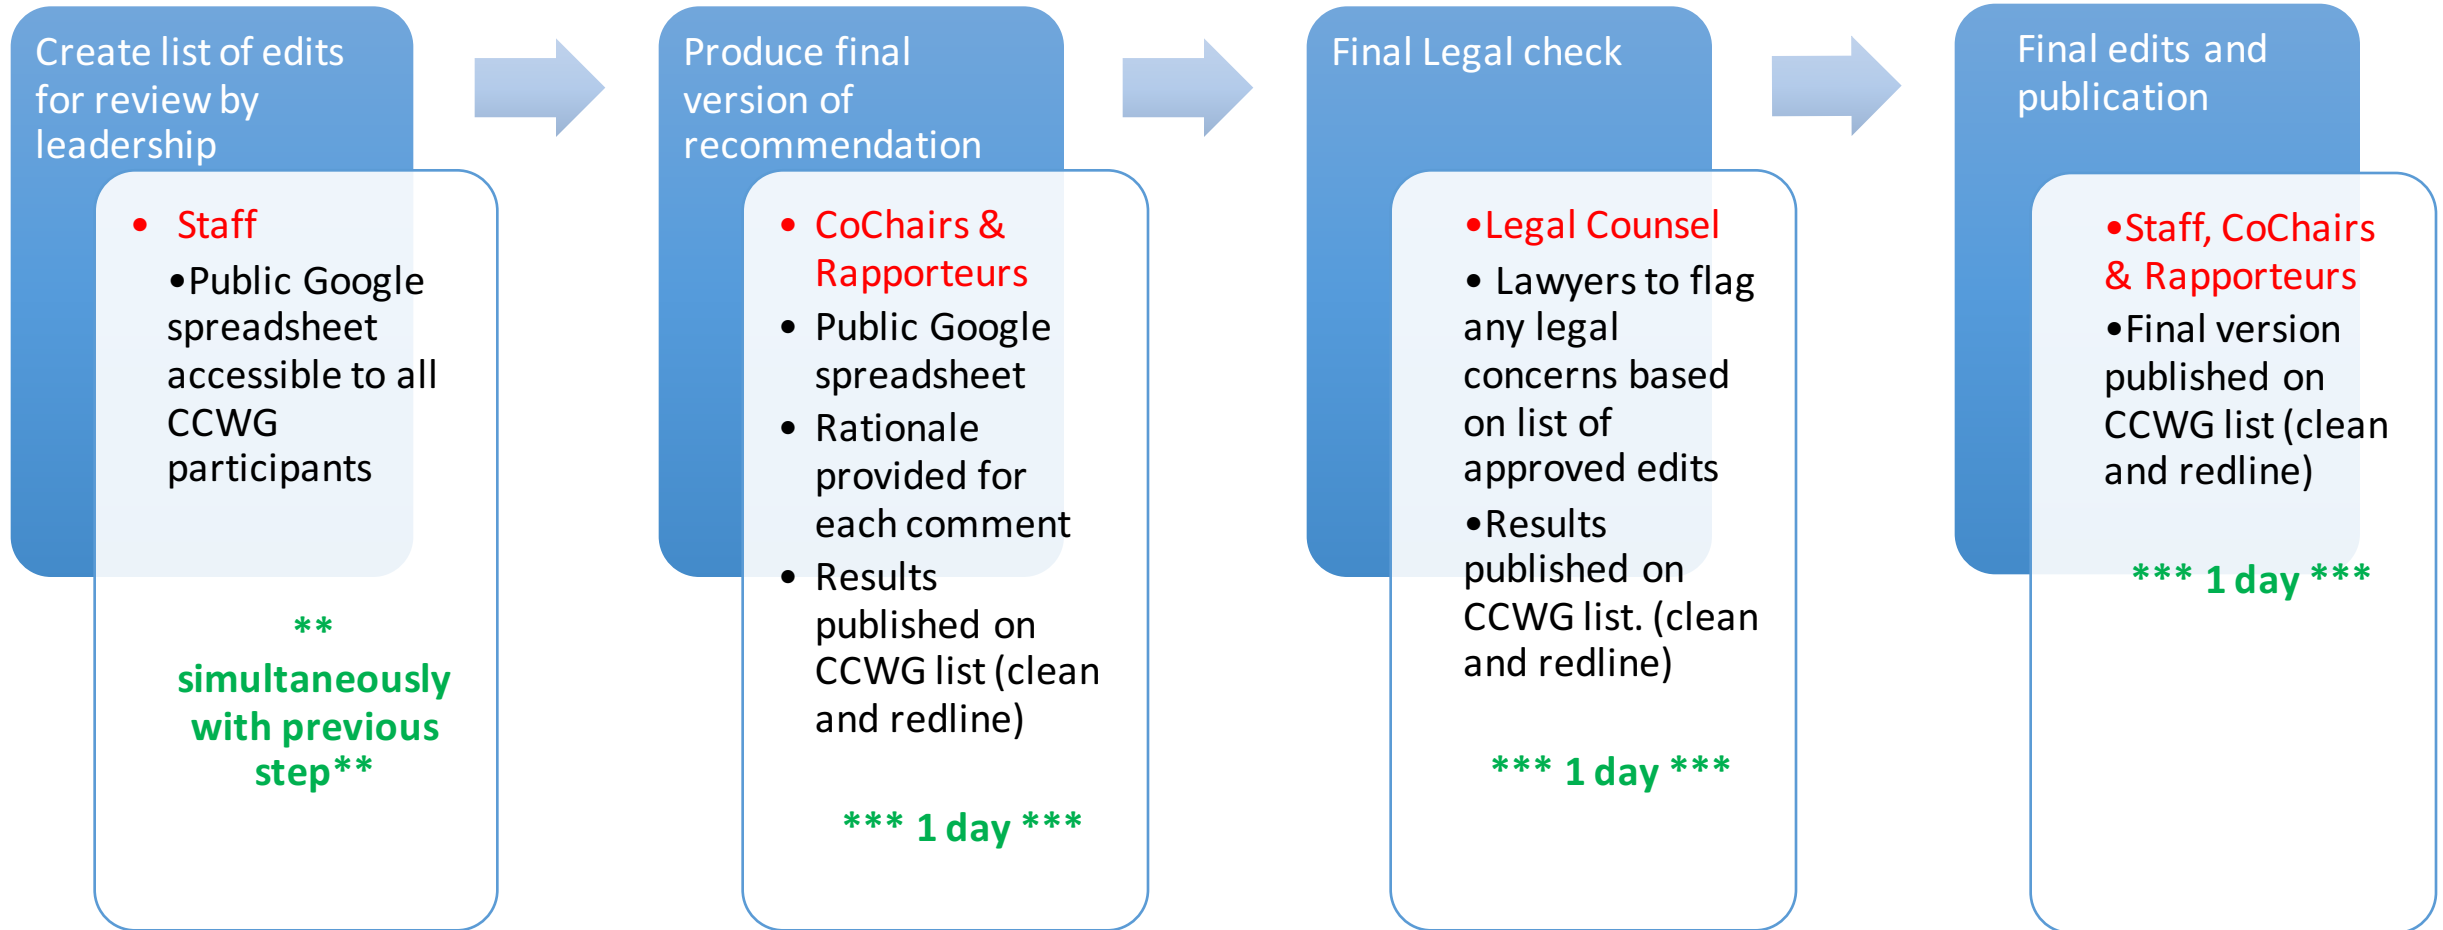 Create list of edits
for review by
leadership
• Staff
•Public Google
spreadsheet
accessible to all
CCWG
participants
**
simultaneously
with previous
step**
Produce final
version of
recommendation
• CoChairs &
Rapporteurs
• Public Google
spreadsheet
• Rationale
provided for
each comment
• Results
published on
CCWG list (clean
and redline)
*** 1 day ***
Final Legal check
•Legal Counsel
• Lawyers to flag
any legal
concerns based
on list of
approved edits
•Results
published on
CCWG list. (clean
and redline)
*** 1 day ***
Final edits and
publication
•Staff, CoChairs
& Rapporteurs
•Final version
published on
CCWG list (clean
and redline)
*** 1 day ***